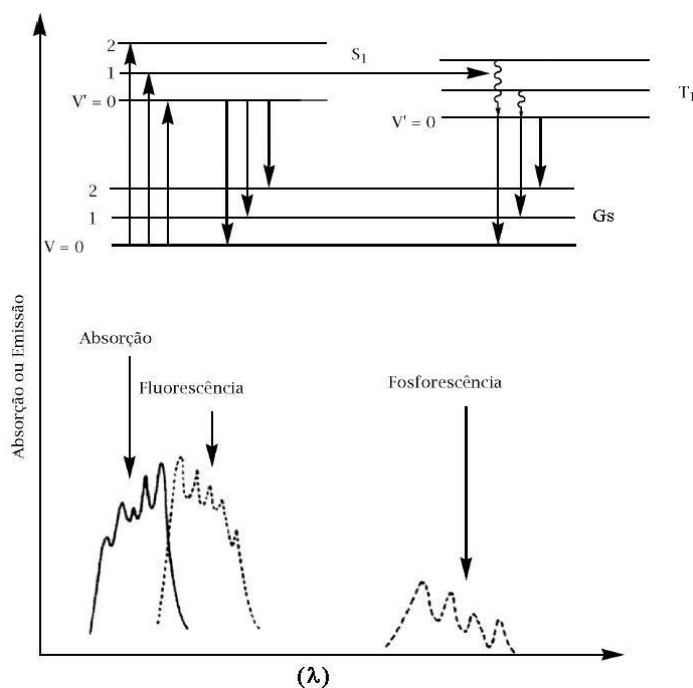 2
S1
1
T1
V' = 0
V' = 0
2
1
Gs
V = 0
Absorção ou Emissão
Absorção
Fluorescência
Fosforescência
(λ)